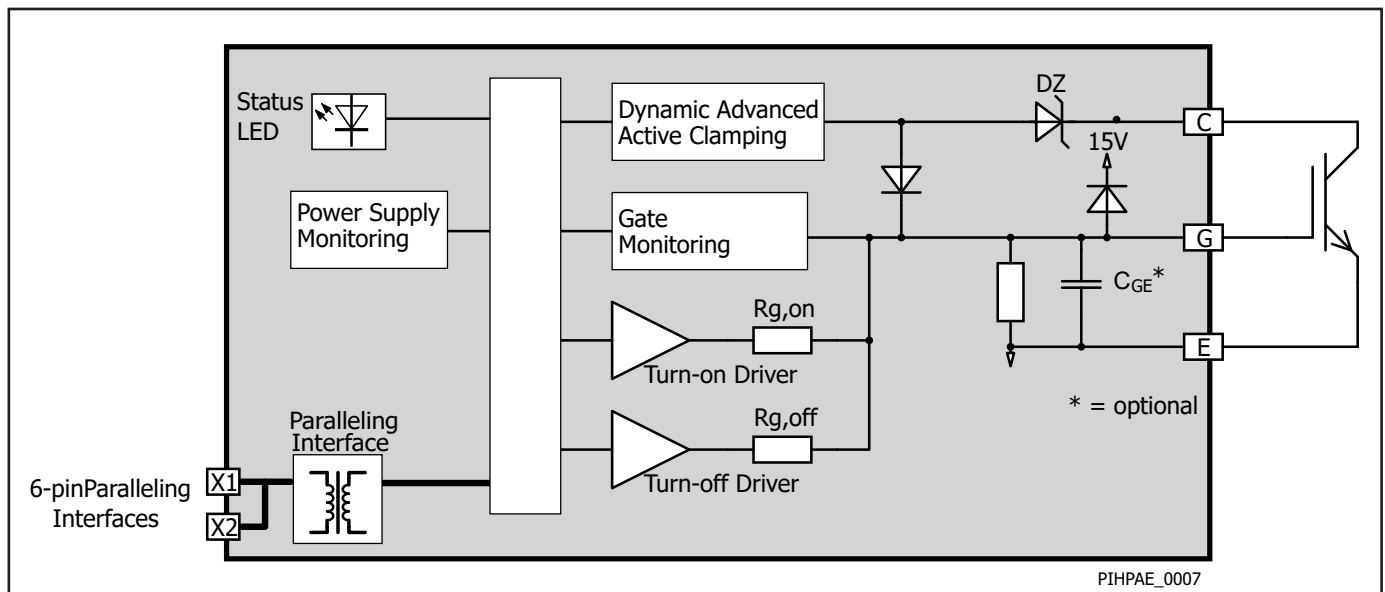 Status
LED
Dynamic Advanced
Active Clamping
DZ
C
15V
Power Supply
Monitoring
Gate
Monitoring
G
CGE*
Rg,on
E
Turn-on Driver
* = optional
Rg,off
Paralleling
Interface
Turn-off Driver
6-pinParalleling
Interfaces
X1
X2
PIHPAE_0007